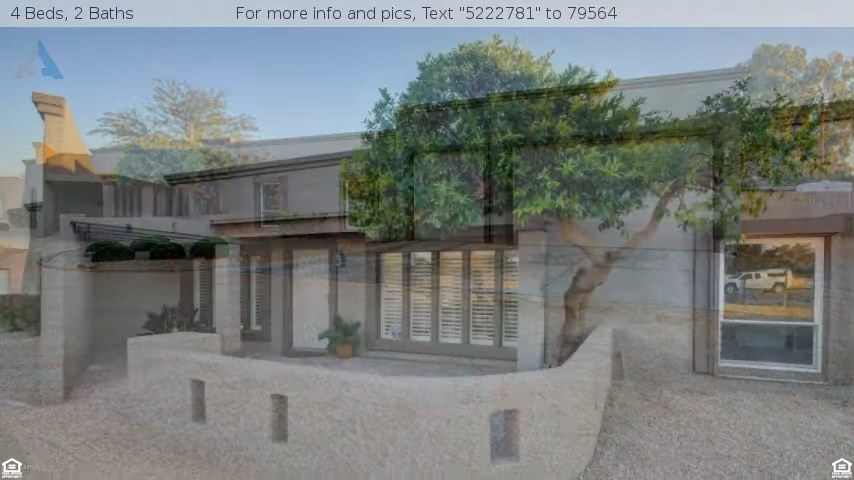 4 Beds, 2 Baths
For more info and pics, Text "5222781" to 79564